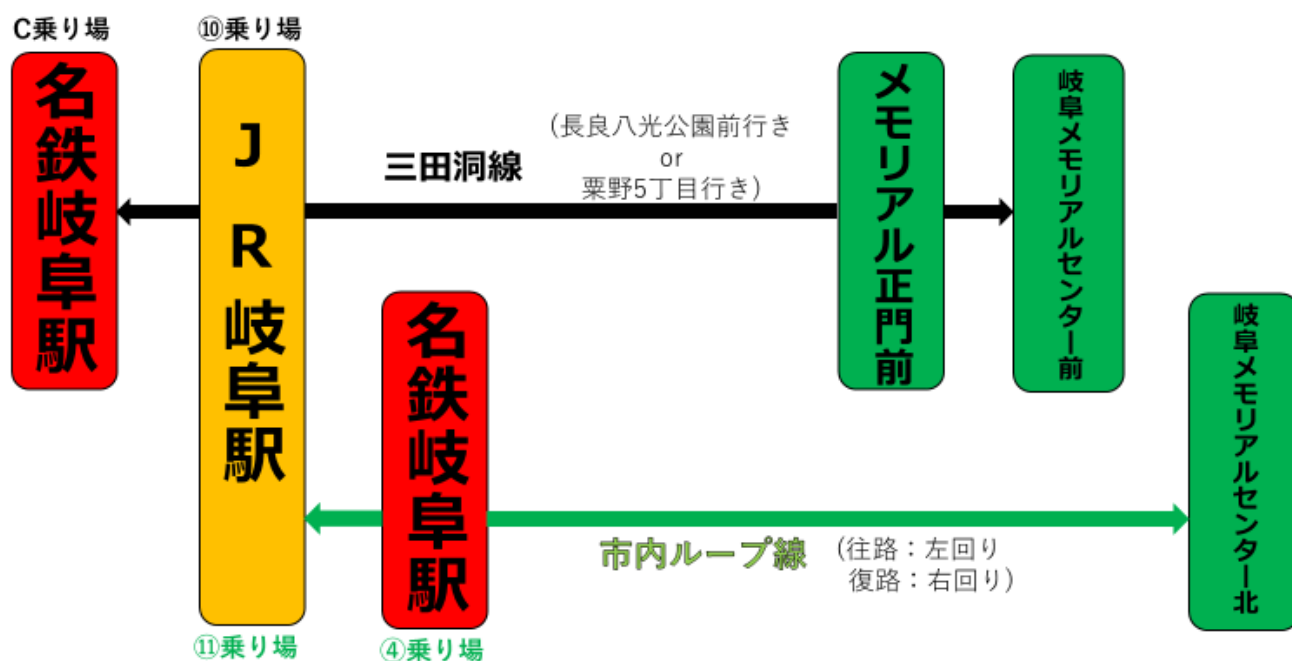 C乗り場
⑩乗り場
名鉄岐阜駅
JR岐阜駅
三田洞線
(長良八光公園前行き
or
粟野5丁目行き)
メモリアル正門前
岐阜メモリアルセンター前
名鉄岐阜駅
市内ループ線
(往路：左回り
復路：右回り)
岐阜メモリアルセンター北
⑪乗り場
④乗り場